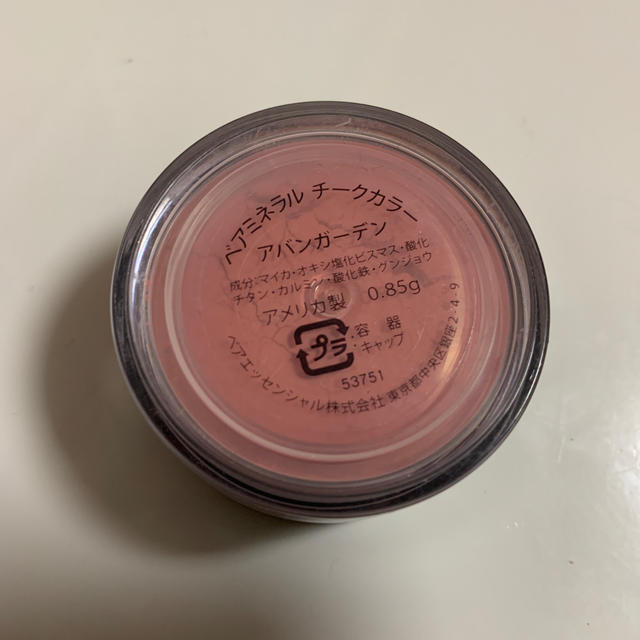 ベアミネラル チークカラー
アバンガーデン
成分:マイカ・オキシ塩化ビスマス・酸化
チタン・カルミン・酸化鉄・グンジョウ
アメリカ製 0.85g
プラ
:容器
:キャップ
53751
ベアエッセンシャル株式会社 東京都中央区銀座2-4-9